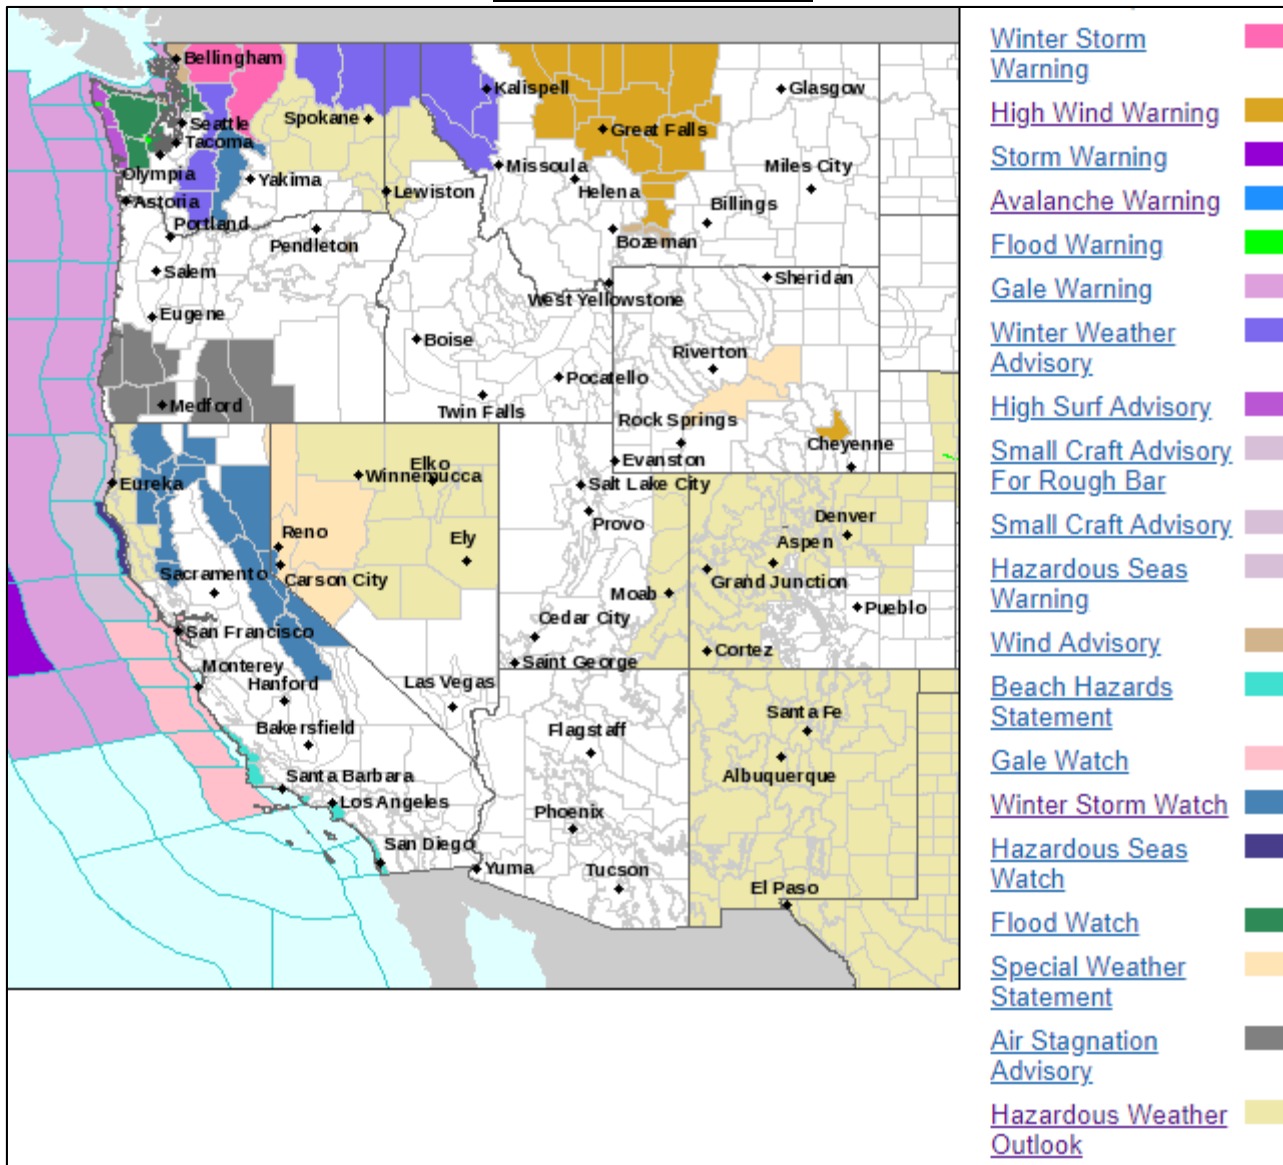 Bellingham
Kalispell
Glasgow
Spokane
Seattle
Great Falls
Tacoma
Olympia
Missoula
Miles City
Yakima
Helena
Lewiston
Astoria
Billings
Portland
Pendleton
Bozeman
Salem
Sheridan
West Yellowstone
Eugene
Boise
Riverton
Pocatello
Medford
Twin Falls
Rock Springs
Cheyenne
Elko
Evanston
Eureka
Winnemucca
Salt Lake City
Provo
Denver
Reno
Ely
Aspen
Sacramento
Carson City
Grand Junction
Moab
Pueblo
Cedar City
San Francisco
Cortez
Monterey
Saint George
Hanford
Las Vegas
Santa Fe
Bakersfield
Flagstaff
Albuquerque
Santa Barbara
Los Angeles
Phoenix
San Diego
Yuma
Tucson
El Paso
Winter Storm
Warning
High Wind Warning
Storm Warning
Avalanche Warning
Flood Warning
Gale Warning
Winter Weather
Advisory
High Surf Advisory
Small Craft Advisory
For Rough Bar
Small Craft Advisory
Hazardous Seas
Warning
Wind Advisory
Beach Hazards
Statement
Gale Watch
Winter Storm Watch
Hazardous Seas
Watch
Flood Watch
Special Weather
Statement
Air Stagnation
Advisory
Hazardous Weather
Outlook